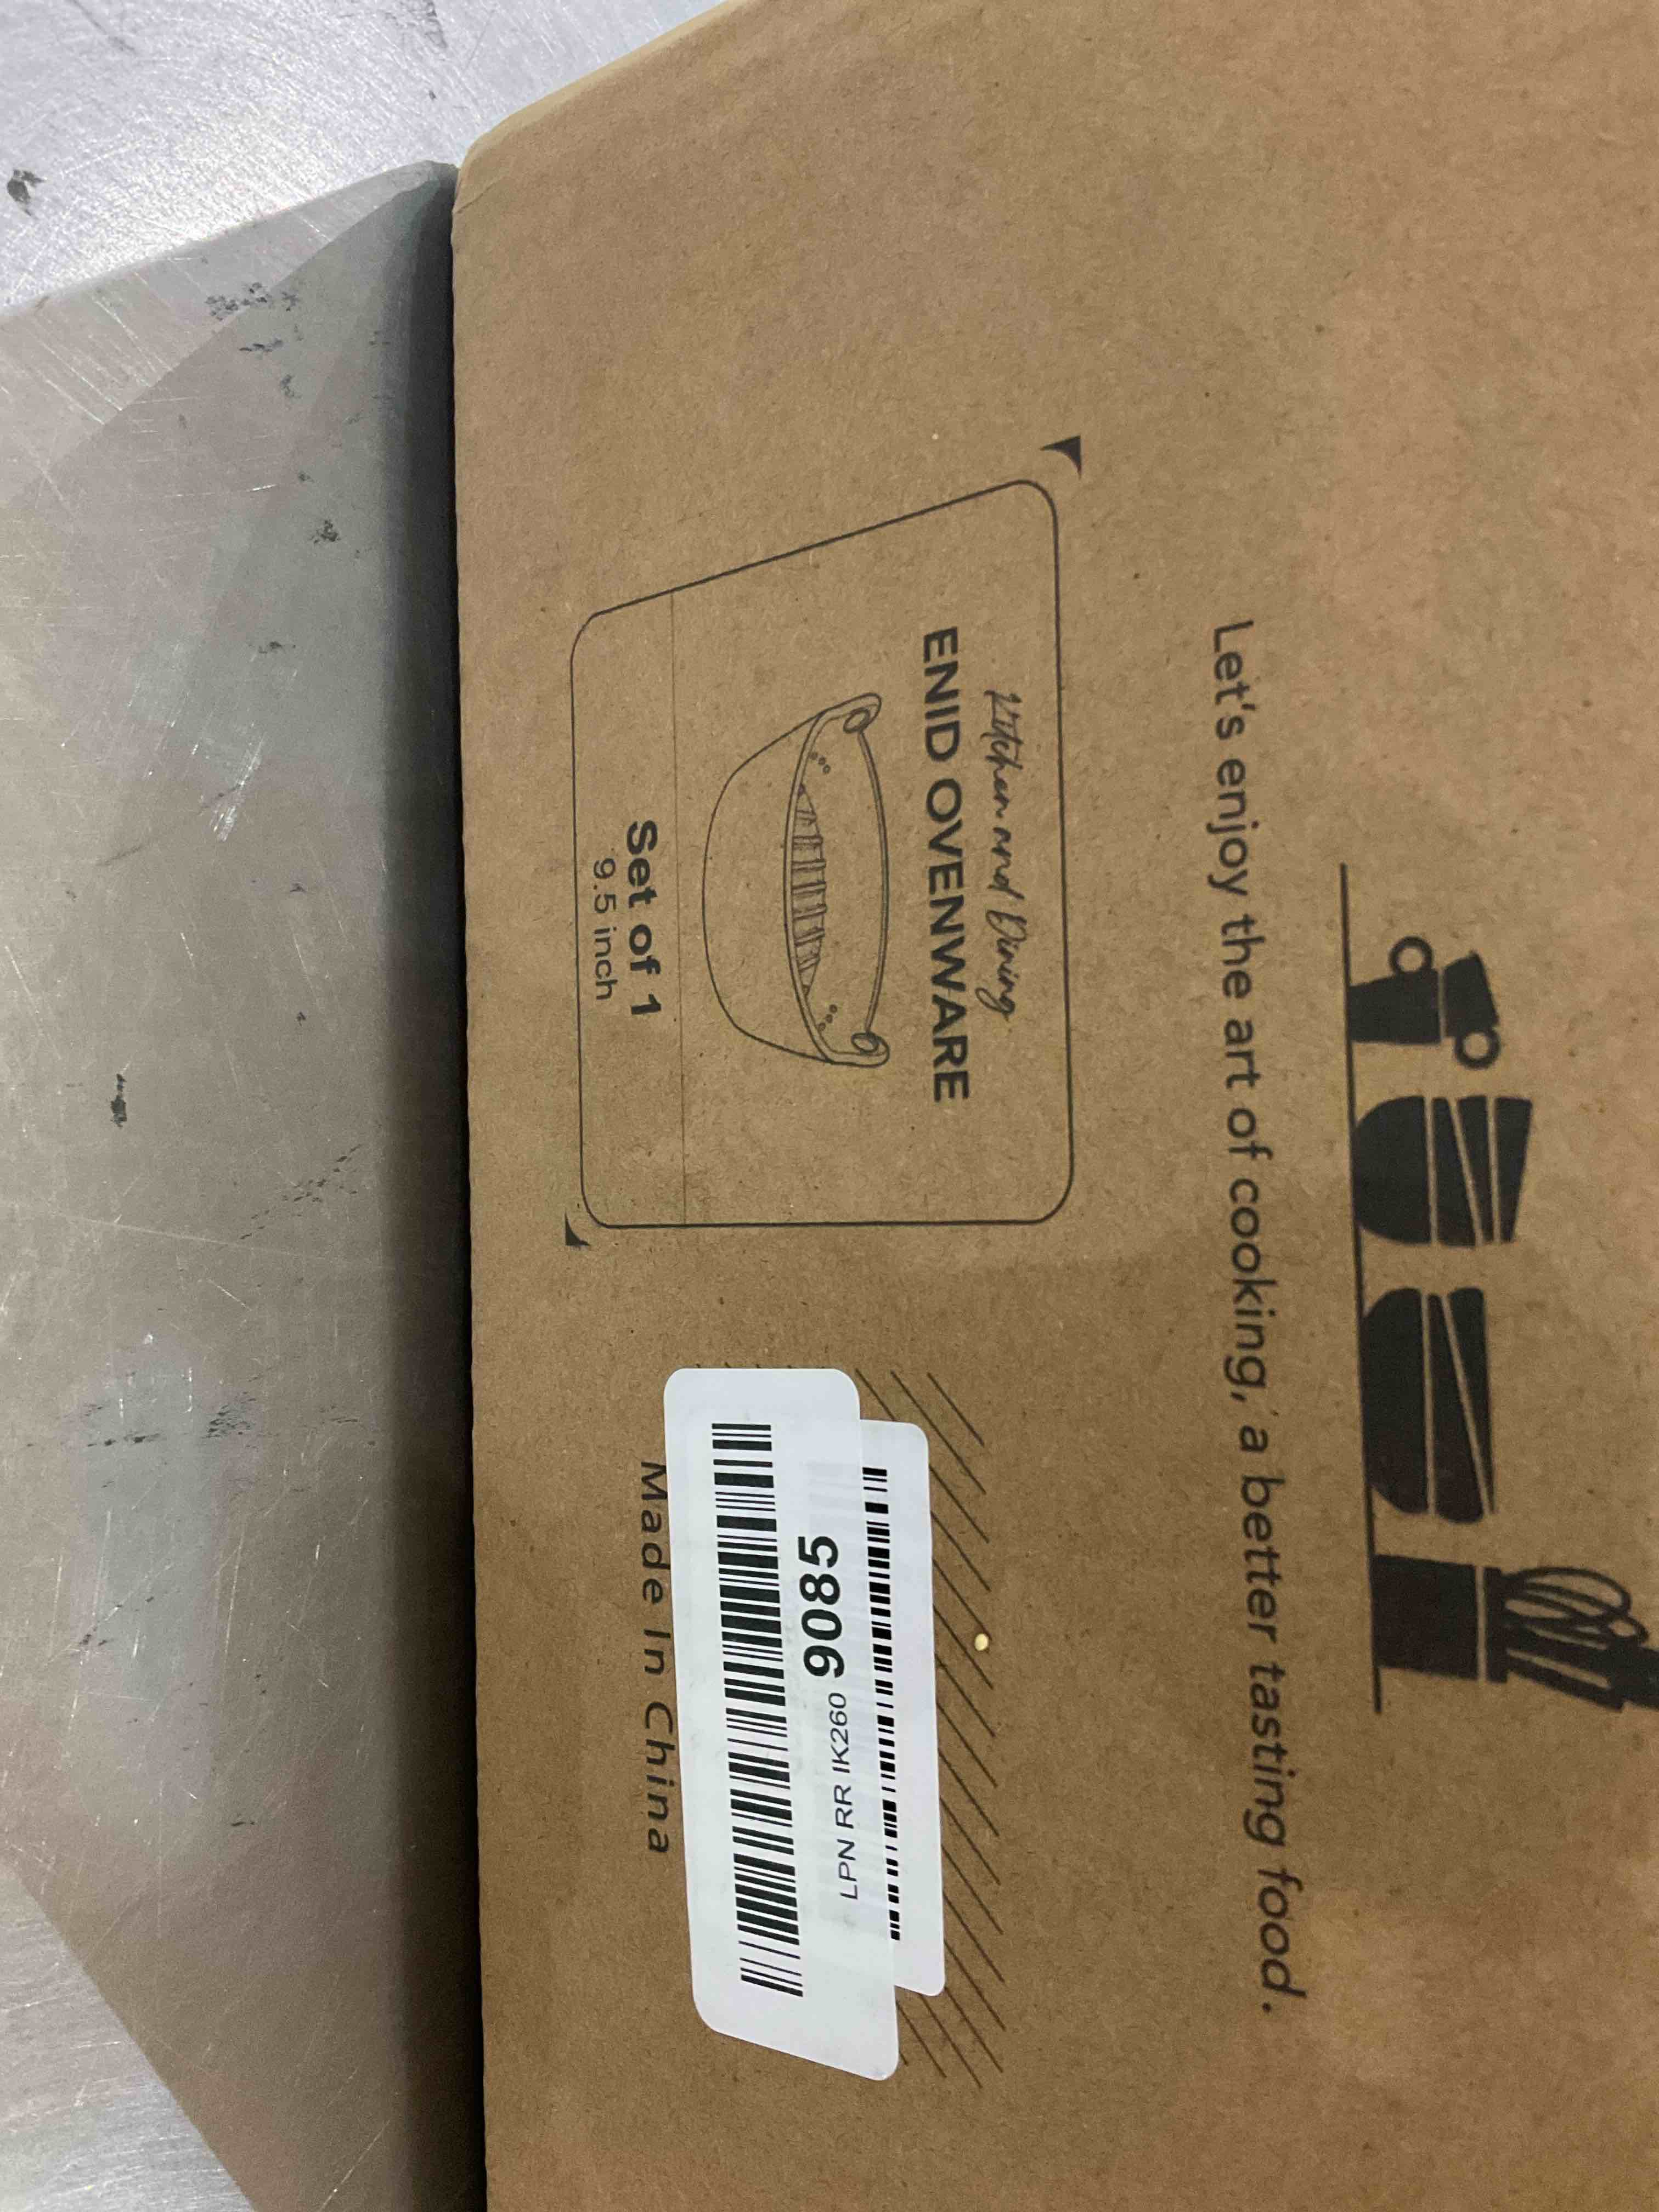 Let's enjoy the art of cooking, a better tasting food.
Kitchen and Dining
ENID OVENWARE
Set of 1
9.5 inch
LPN RR IK260 9085
Made In China